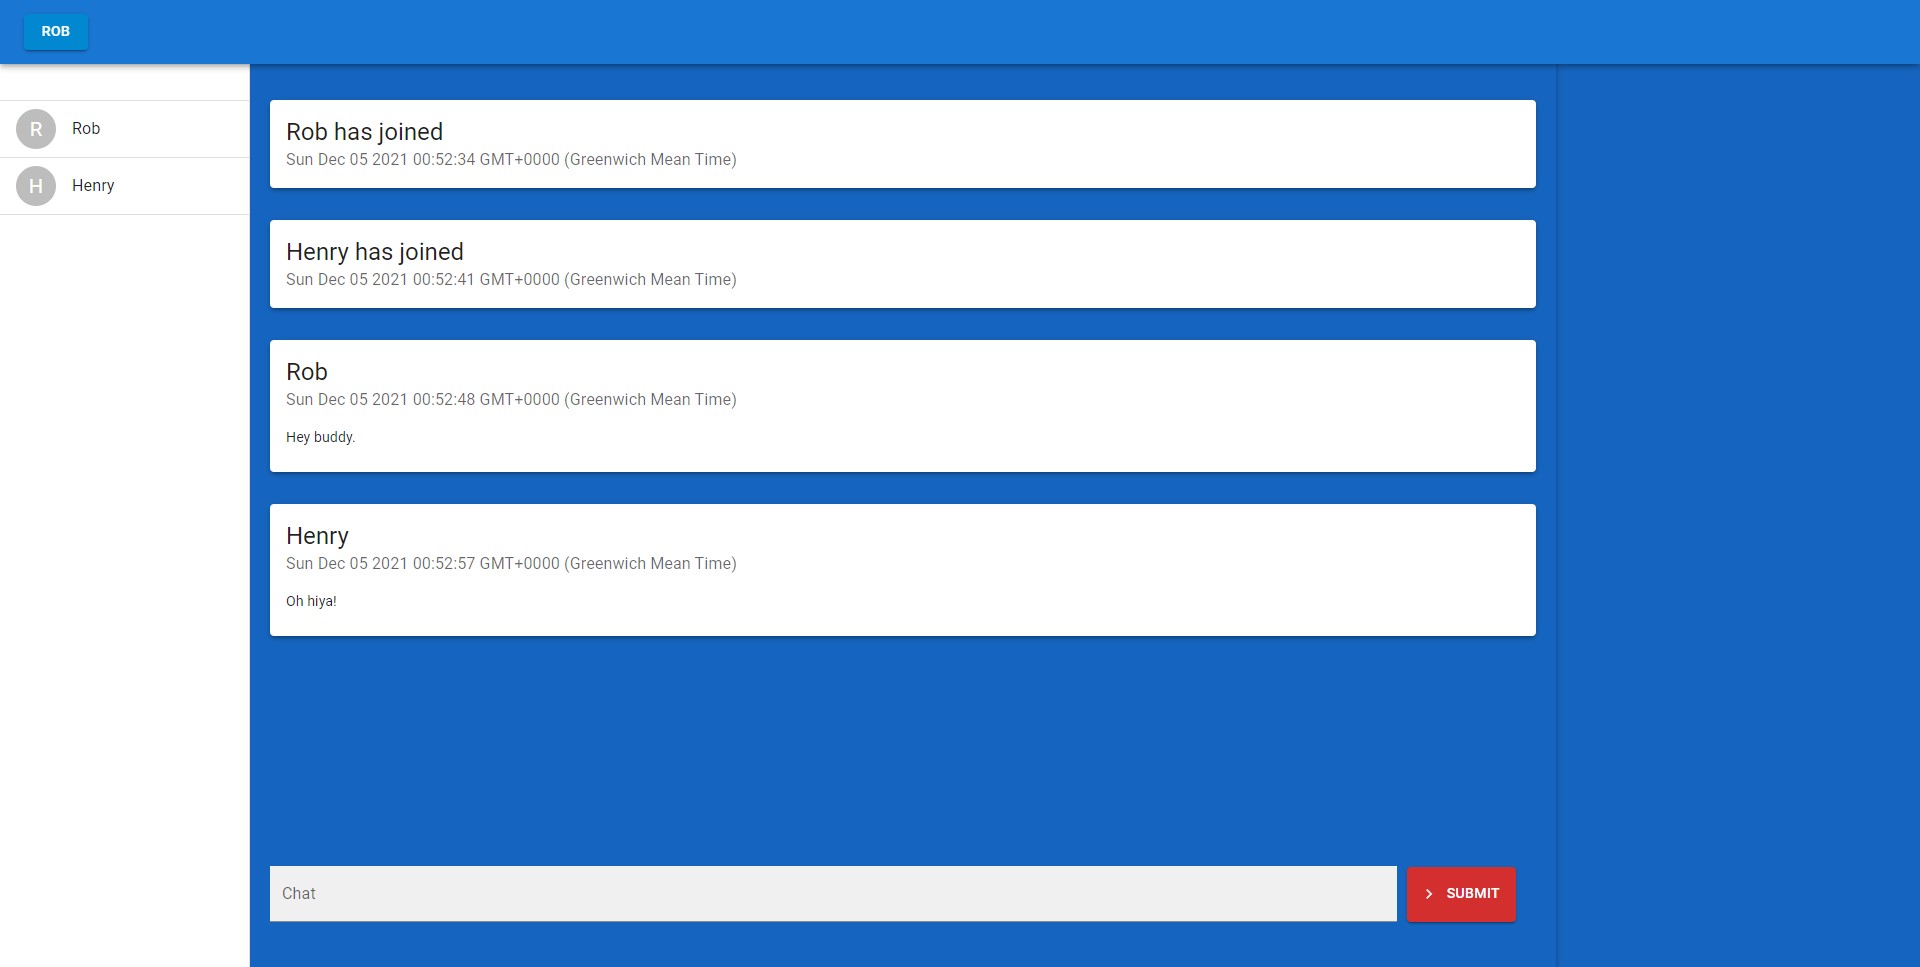 ROB
R Rob
H Henry
Rob has joined
Sun Dec 05 2021 00:52:34 GMT+0000 (Greenwich Mean Time)
Henry has joined
Sun Dec 05 2021 00:52:41 GMT+0000 (Greenwich Mean Time)
Rob
Sun Dec 05 2021 00:52:48 GMT+0000 (Greenwich Mean Time)
Hey buddy.
Henry
Sun Dec 05 2021 00:52:57 GMT+0000 (Greenwich Mean Time)
Oh hiya!
Chat
SUBMIT